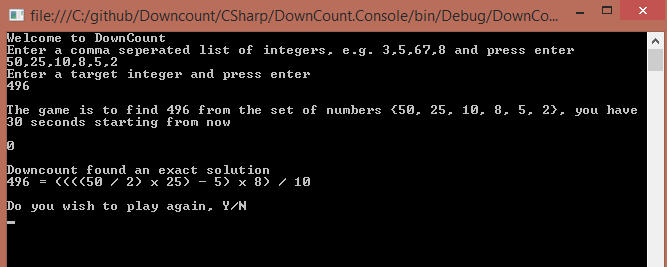 file:///C:/github/Downcount/CSharp/DownCount.Console/bin/Debug/DownCo...
Welcome to DownCount
Enter a comma seperated list of integers, e.g. 3,5,67,8 and press enter
50,25,10,8,5,2
Enter a target integer and press enter
496
The game is to find 496 from the set of numbers {50, 25, 10, 8, 5, 2}, you have
30 seconds starting from now
0
Downcount found an exact solution
496 = ((((50 / 2) x 25) - 5) x 8) / 10
Do you wish to play again, Y/N